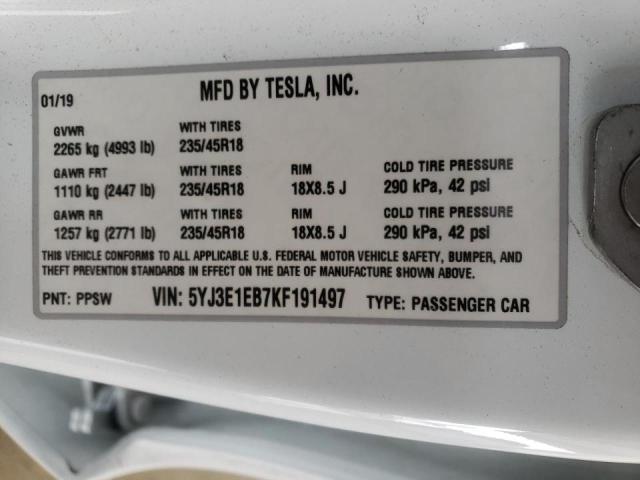 01/19 MFD BY TESLA, INC.
GVWR WITH TIRES
2265 kg (4993 lb) 235/45R18
GAWR FRT WITH TIRES RIM COLD TIRE PRESSURE
1110 kg (2447 lb) 235/45R18 18X8.5 J 290 kPa, 42 psi
GAWR RR WITH TIRES RIM COLD TIRE PRESSURE
1257 kg (2771 lb) 235/45R18 18X8.5 J 290 kPa, 42 psi
THIS VEHICLE CONFORMS TO ALL APPLICABLE U.S. FEDERAL MOTOR VEHICLE SAFETY, BUMPER, AND
THEFT PREVENTION STANDARDS IN EFFECT ON THE DATE OF MANUFACTURE SHOWN ABOVE.
PNT: PPSW VIN: 5YJ3E1EB7KF191497 TYPE: PASSENGER CAR